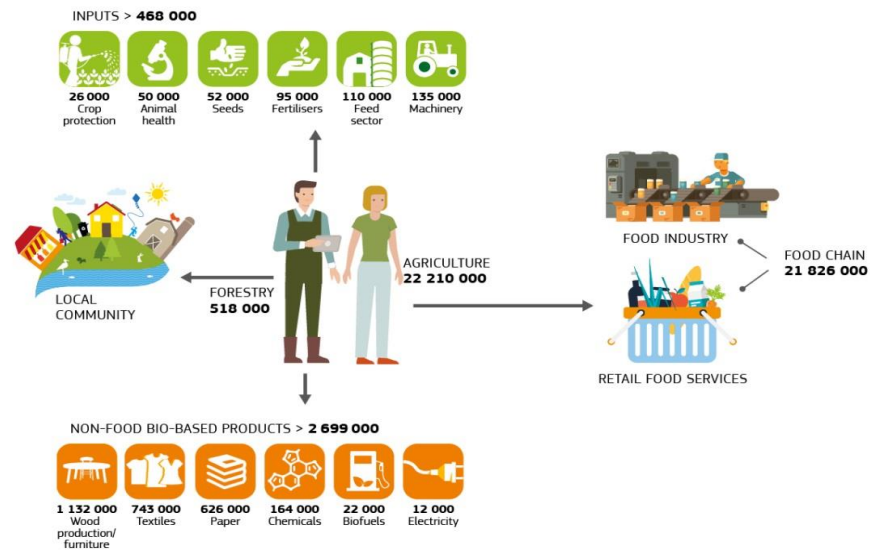 INPUTS > 468 000
26 000
Crop
protection
50 000
Animal
health
52 000
Seeds
95 000
Fertilisers
110 000
Feed
sector
135 000
Machinery
FOOD INDUSTRY
FOOD CHAIN
21 826 000
AGRICULTURE
22 210 000
FORESTRY
518 000
LOCAL
COMMUNITY
RETAIL FOOD SERVICES
NON-FOOD BIO-BASED PRODUCTS > 2 699 000
1 132 000
Wood
production/
furniture
743 000
Textiles
626 000
Paper
164 000
Chemicals
22 000
Biofuels
12 000
Electricity